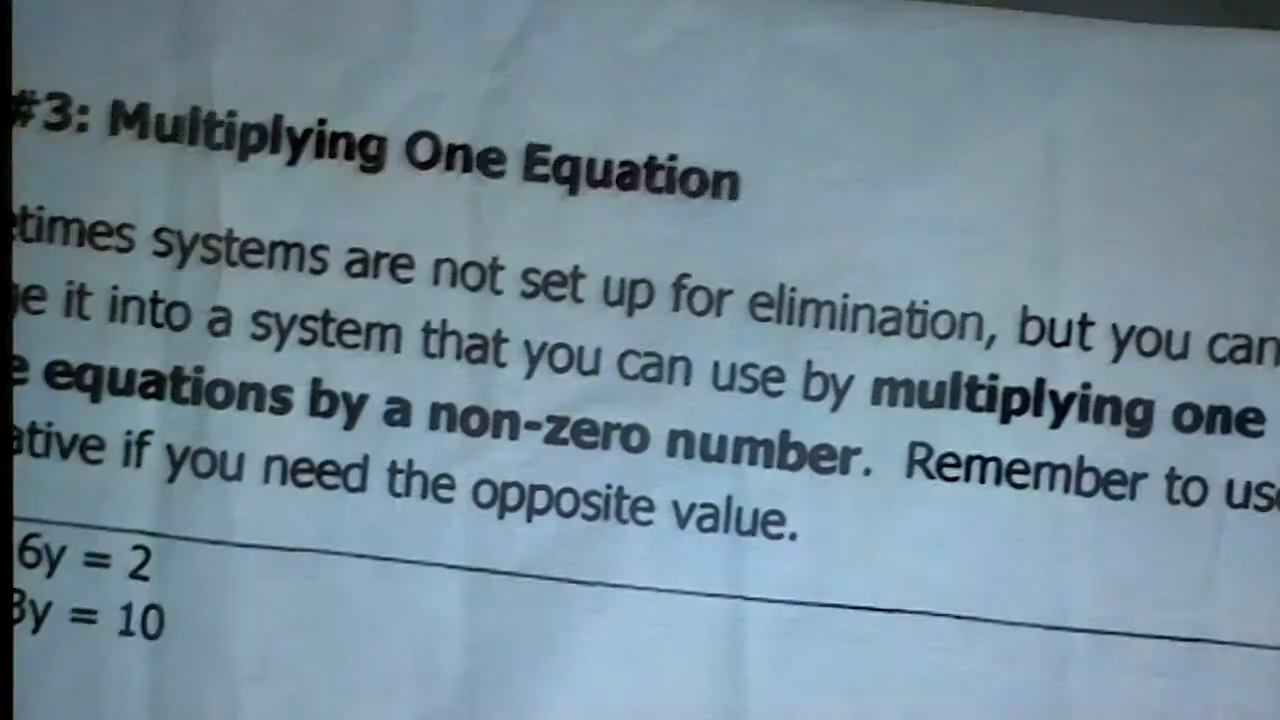 #3: Multiplying One Equation
times systems are not set up for elimination, but you can
e it into a system that you can use by multiplying one
equations by a non-zero number. Remember to us
ative if you need the opposite value.
6y = 2
3y = 10